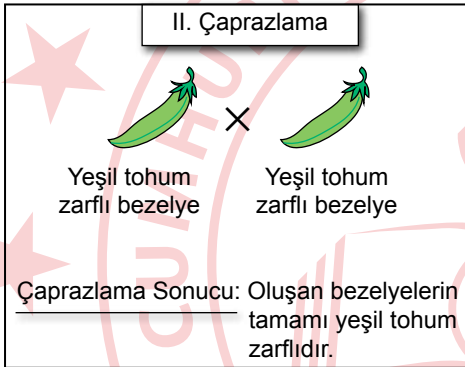 II. Çaprazlama
Yeşil tohum
zarflı bezelye
Yeşil tohum
zarflı bezelye
Çaprazlama Sonucu: Oluşan bezelyelerin
tamamı yeşil tohum
zarflıdır.